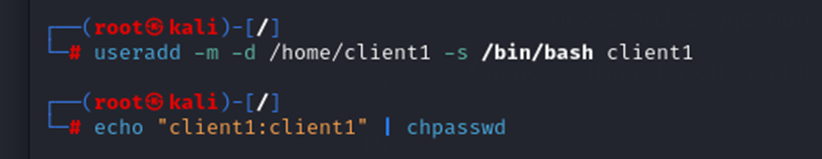 ┌──(root㉿kali)-[/]
└─# useradd -m -d /home/client1 -s /bin/bash client1
┌──(root㉿kali)-[/]
└─# echo "client1:client1" | chpasswd